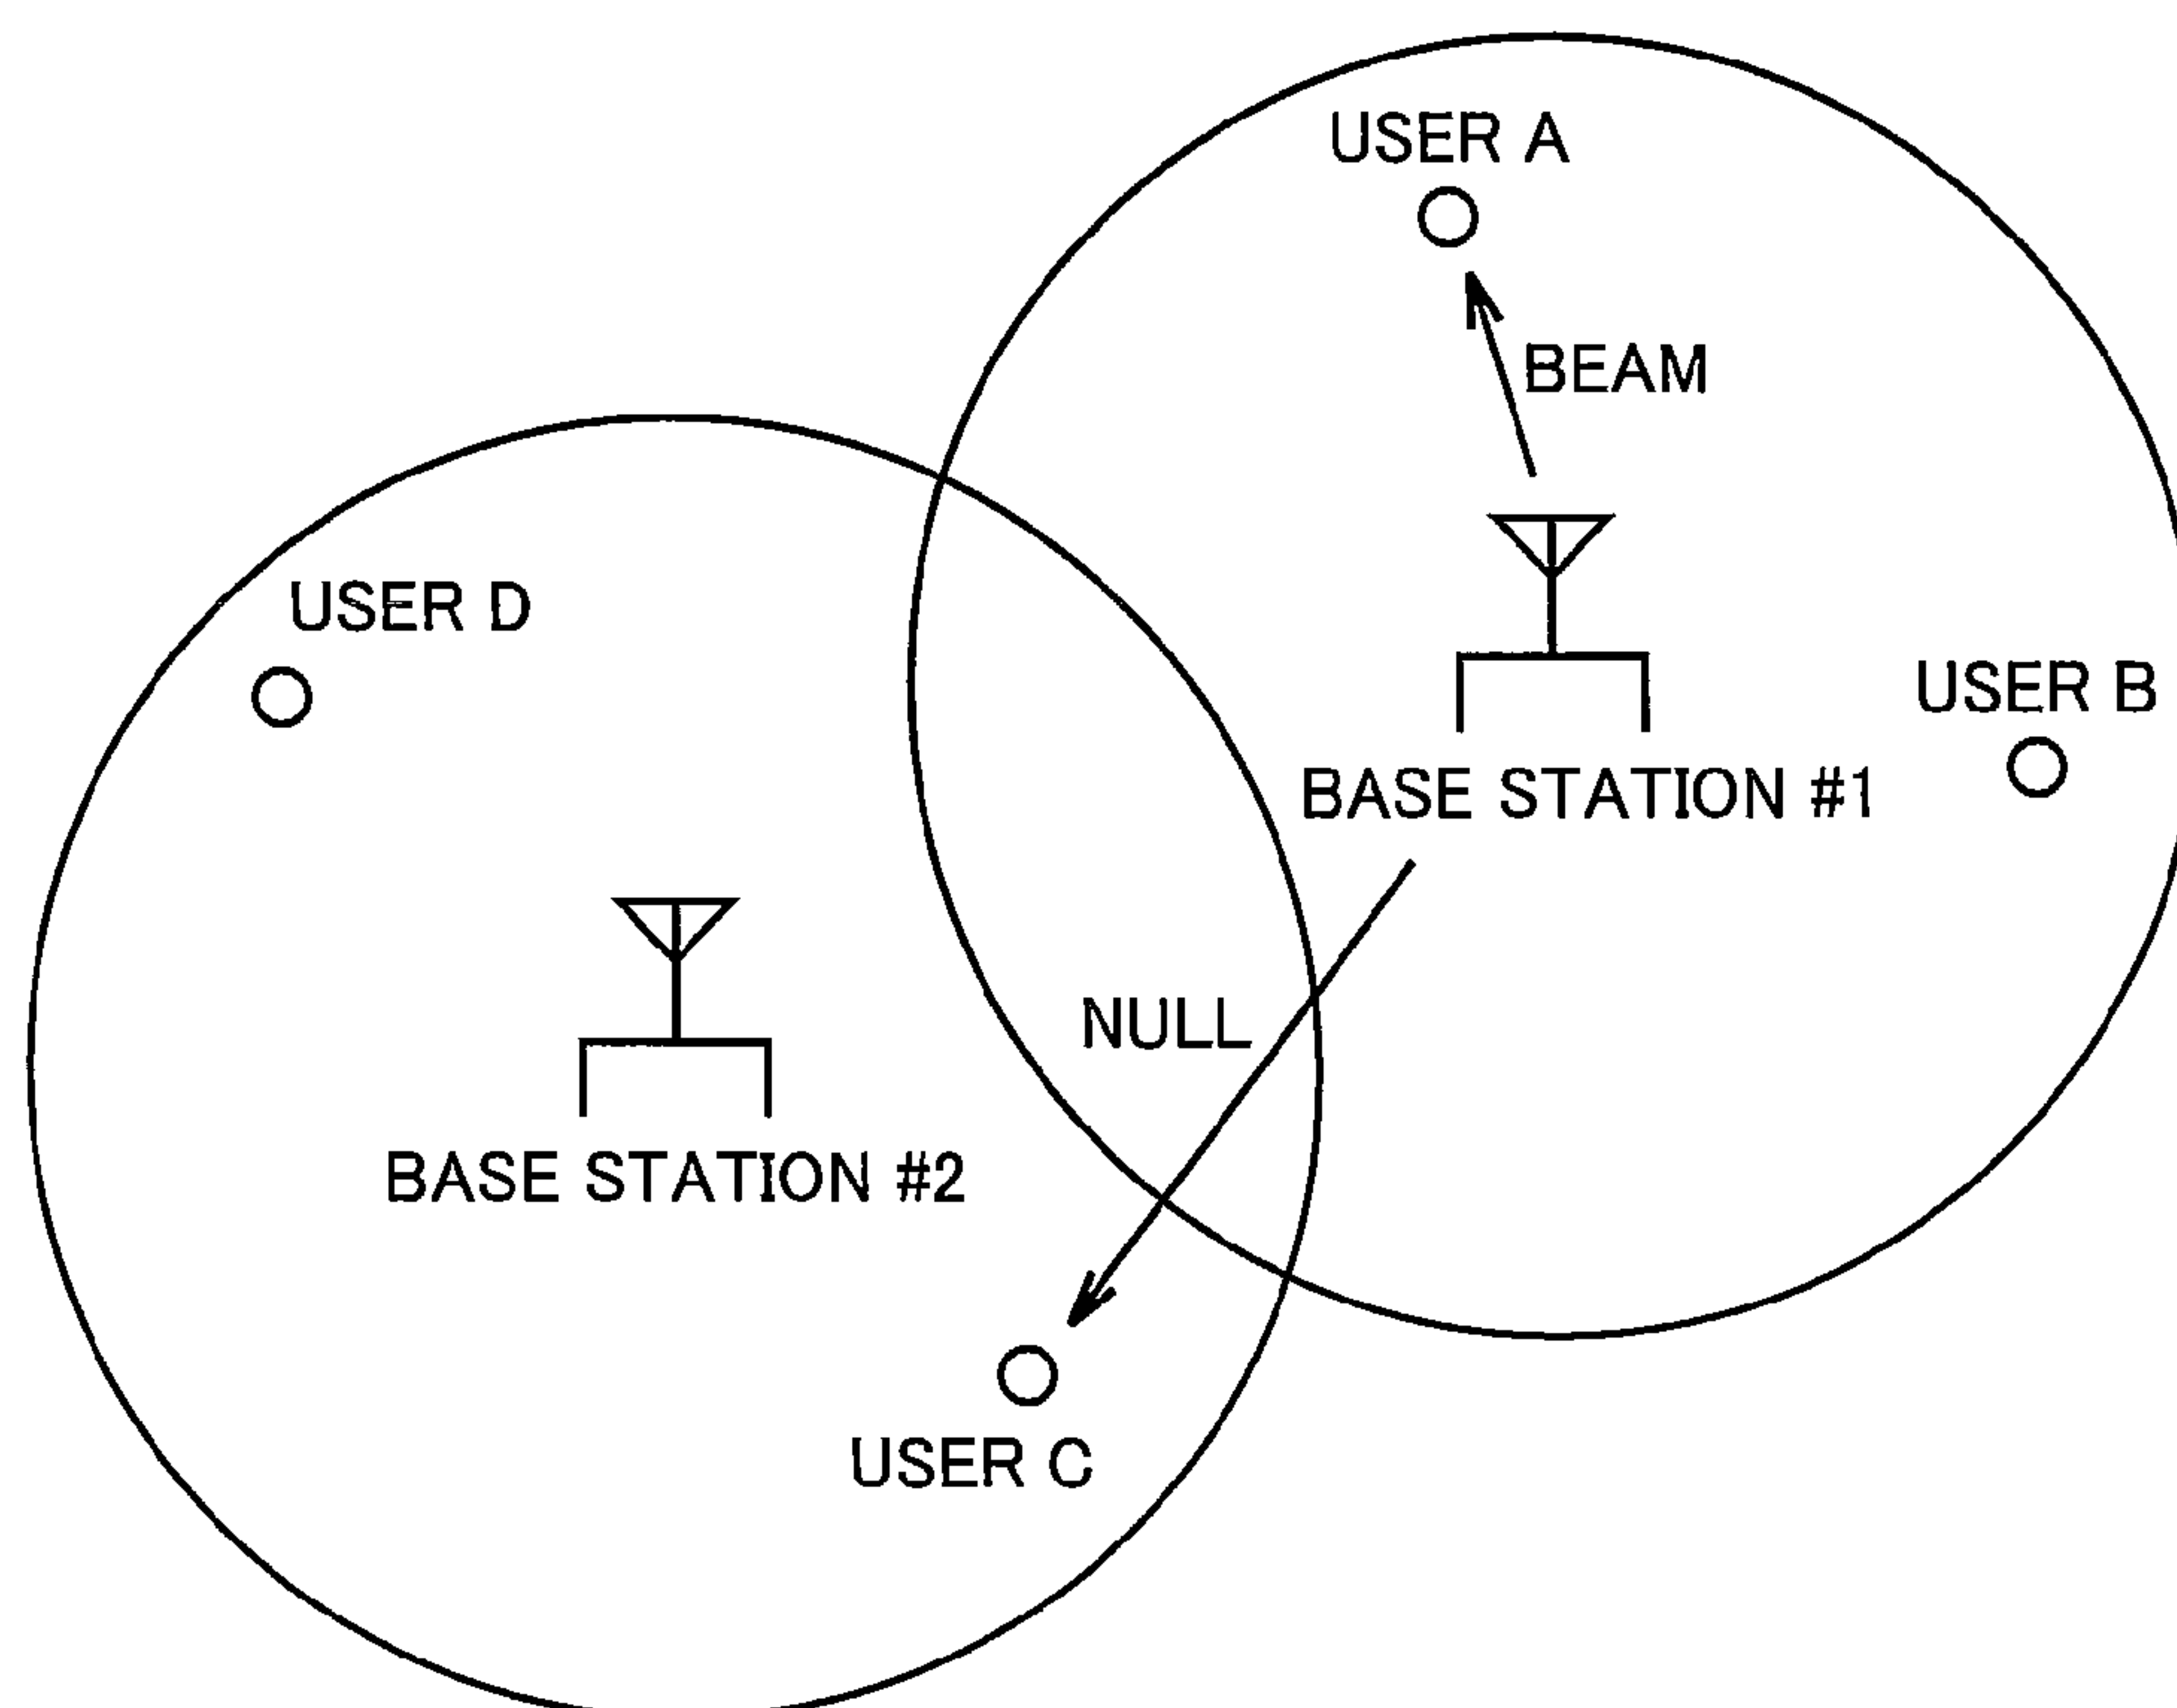 USER A
BEAM
USER D
USER B
BASE STATION #1
NULL
BASE STATION #2
USER C